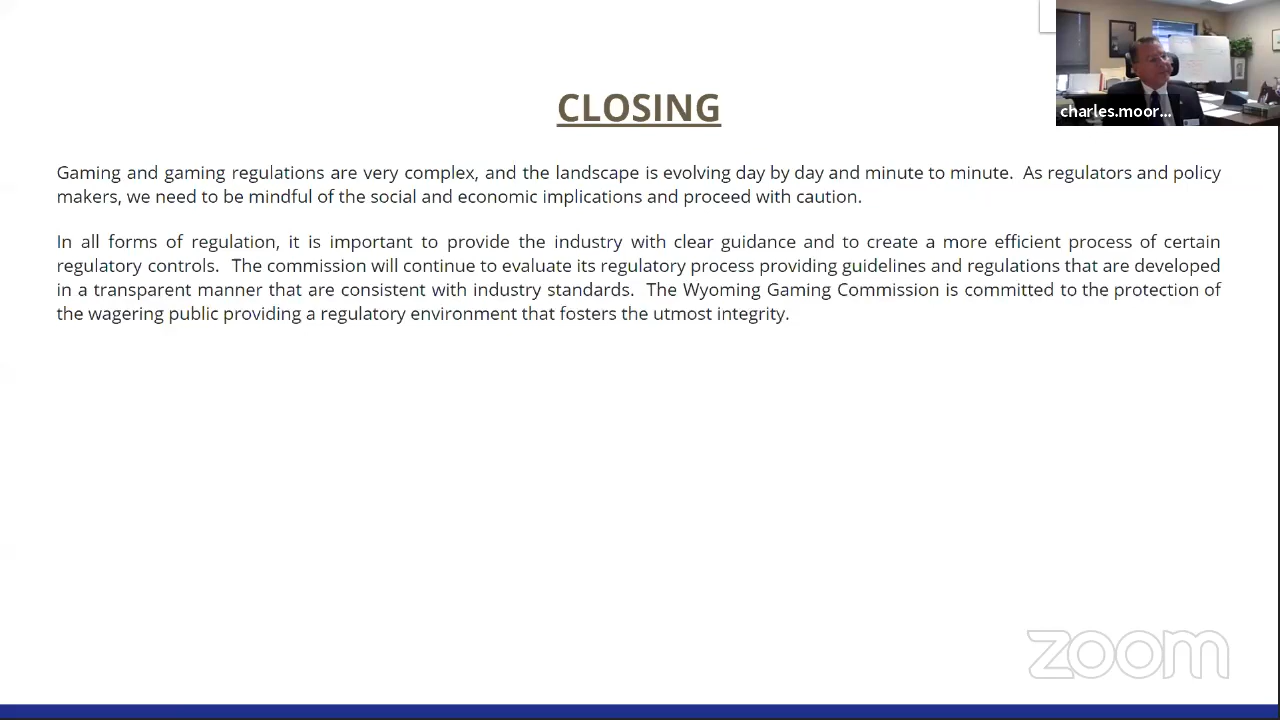 CLOSING
charles.moor...
Gaming and gaming regulations are very complex, and the landscape is evolving day by day and minute to minute. As regulators and policy
makers, we need to be mindful of the social and economic implications and proceed with caution.
In all forms of regulation, it is important to provide the industry with clear guidance and to create a more efficient process of certain
regulatory controls. The commission will continue to evaluate its regulatory process providing guidelines and regulations that are developed
in a transparent manner that are consistent with industry standards. The Wyoming Gaming Commission is committed to the protection of
the wagering public providing a regulatory environment that fosters the utmost integrity.
zoom